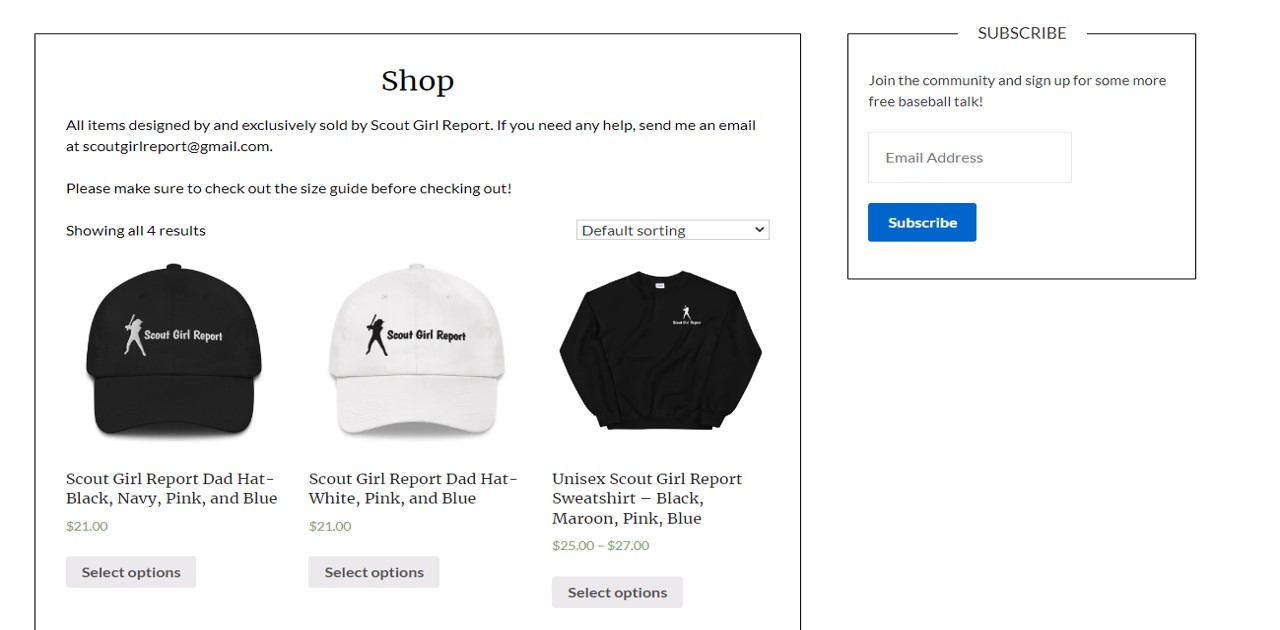 Shop
All items designed by and exclusively sold by Scout Girl Report. If you need any help, send me an email
at scoutgirlreport@gmail.com.
Please make sure to check out the size guide before checking out!
Showing all 4 results
Default sorting
Scout Girl Report
Scout Girl Report
Scout Girl Report
Scout Girl Report Dad Hat-
Black, Navy, Pink, and Blue
$21.00
Select options
Scout Girl Report Dad Hat-
White, Pink, and Blue
$21.00
Select options
Unisex Scout Girl Report
Sweatshirt – Black,
Maroon, Pink, Blue
$25.00 – $27.00
Select options
SUBSCRIBE
Join the community and sign up for some more
free baseball talk!
Email Address
Subscribe